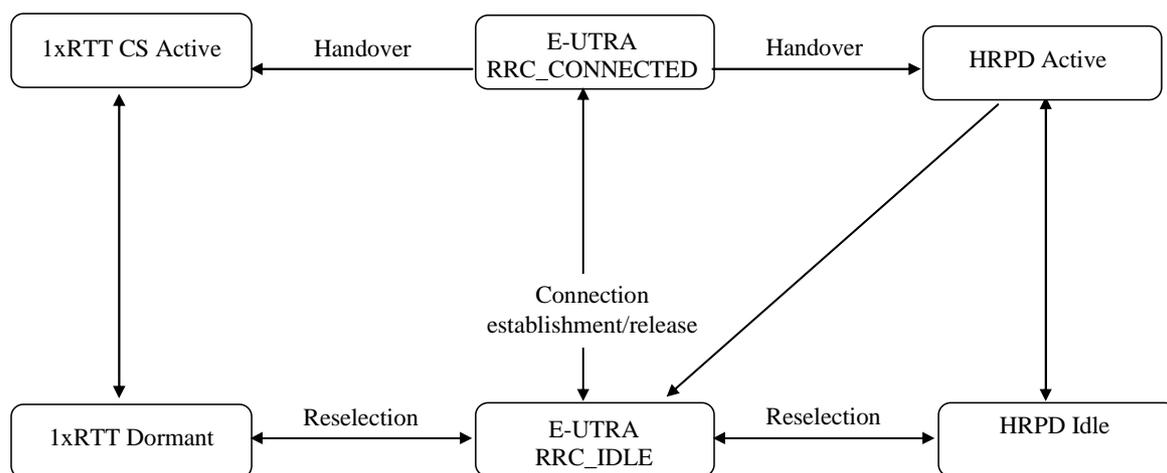 1xRTT CS Active
Handover
E-UTRA
RRC_CONNECTED
Handover
HRPD Active
Connection
establishment/release
1xRTT Dormant
Reselection
E-UTRA
RRC_IDLE
Reselection
HRPD Idle